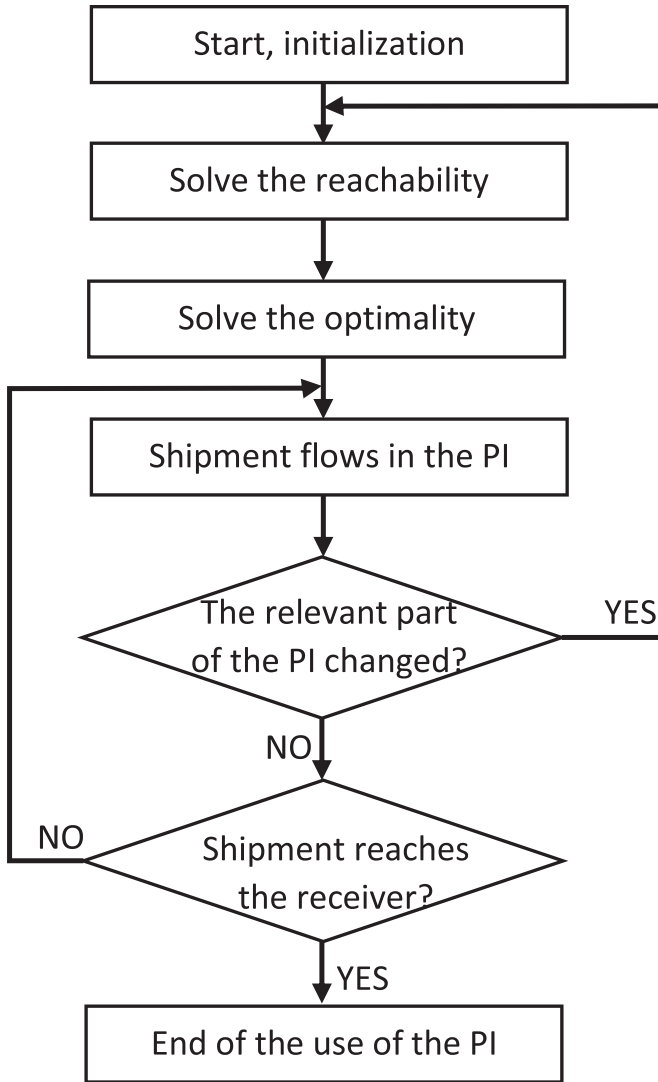 Start, initialization
Solve the reachability
Solve the optimality
Shipment flows in the PI
The relevant part
of the PI changed?
YES
NO
Shipment reaches
the receiver?
NO
YES
End of the use of the PI